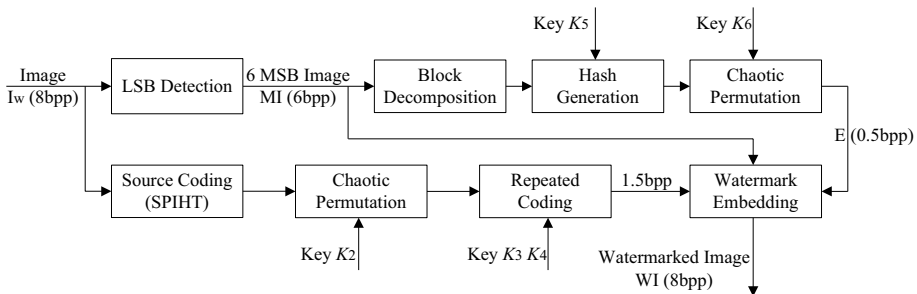 Key K5
Key K6
Image
Iw (8bpp)
LSB Detection
6 MSB Image
MI (6bpp)
Block
Decomposition
Hash
Generation
Chaotic
Permutation
E (0.5bpp)
Source Coding
(SPIHT)
Chaotic
Permutation
Repeated
Coding
1.5bpp
Watermark
Embedding
Key K2
Key K3 K4
Watermarked Image
WI (8bpp)